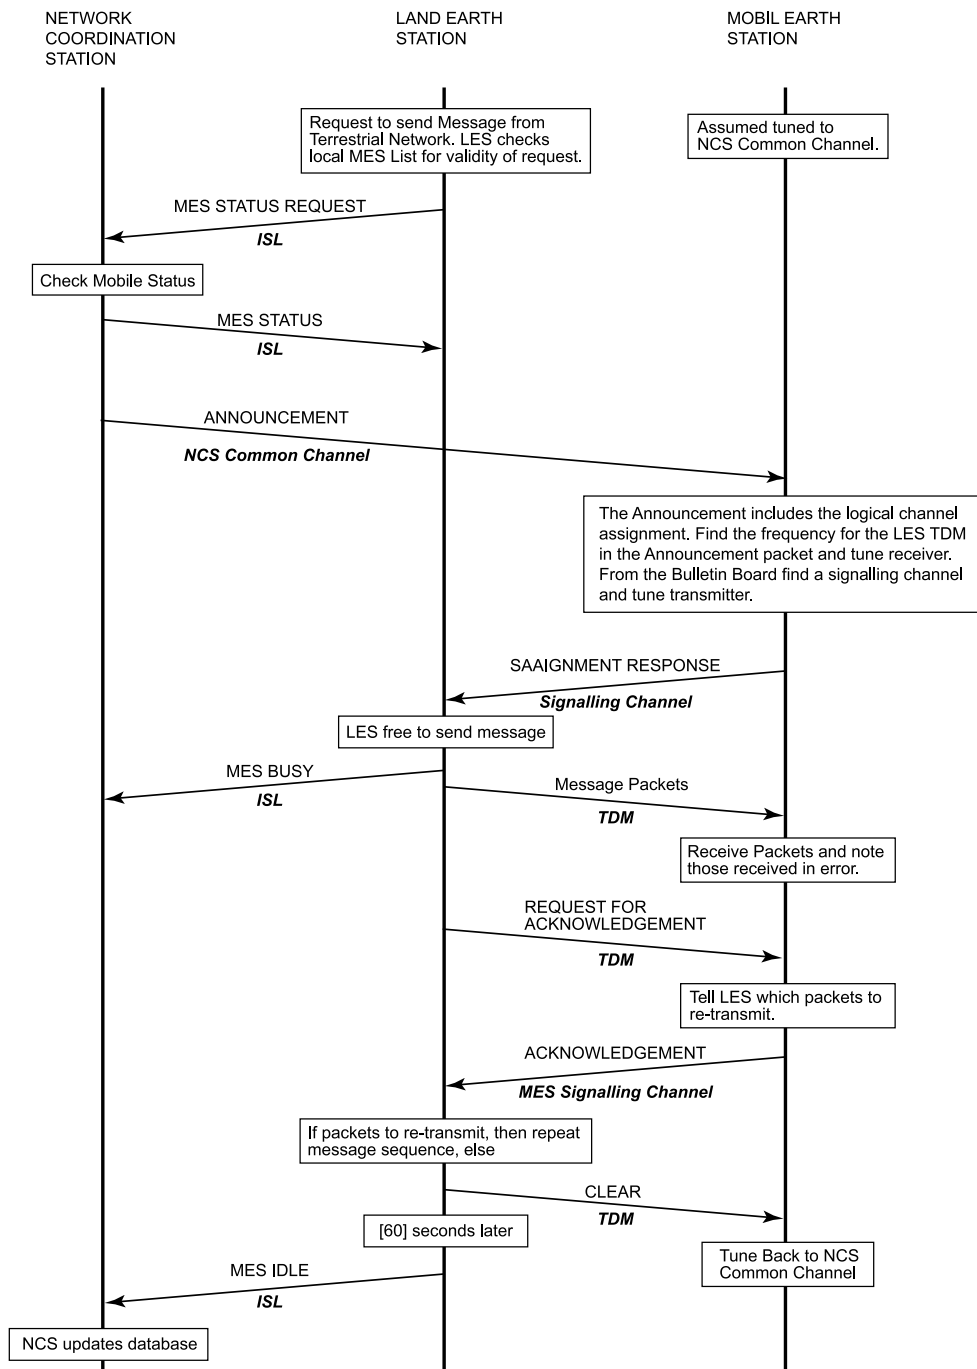 NETWORK
COORDINATION
STATION
LAND EARTH
STATION
MOBIL EARTH
STATION
Request to send Message from
Terrestrial Network. LES checks
local MES List for validity of request.
Assumed tuned to
NCS Common Channel.
MES STATUS REQUEST
ISL
Check Mobile Status
MES STATUS
ISL
ANNOUNCEMENT
NCS Common Channel
The Announcement includes the logical channel
assignment. Find the frequency for the LES TDM
in the Announcement packet and tune receiver.
From the Bulletin Board find a signalling channel
and tune transmitter.
SAAIGNMENT RESPONSE
Signalling Channel
LES free to send message
MES BUSY
ISL
Message Packets
TDM
Receive Packets and note
those received in error.
REQUEST FOR
ACKNOWLEDGEMENT
TDM
Tell LES which packets to
re-transmit.
ACKNOWLEDGEMENT
MES Signalling Channel
If packets to re-transmit, then repeat
message sequence, else
CLEAR
TDM
[60] seconds later
Tune Back to NCS
Common Channel
MES IDLE
ISL
NCS updates database